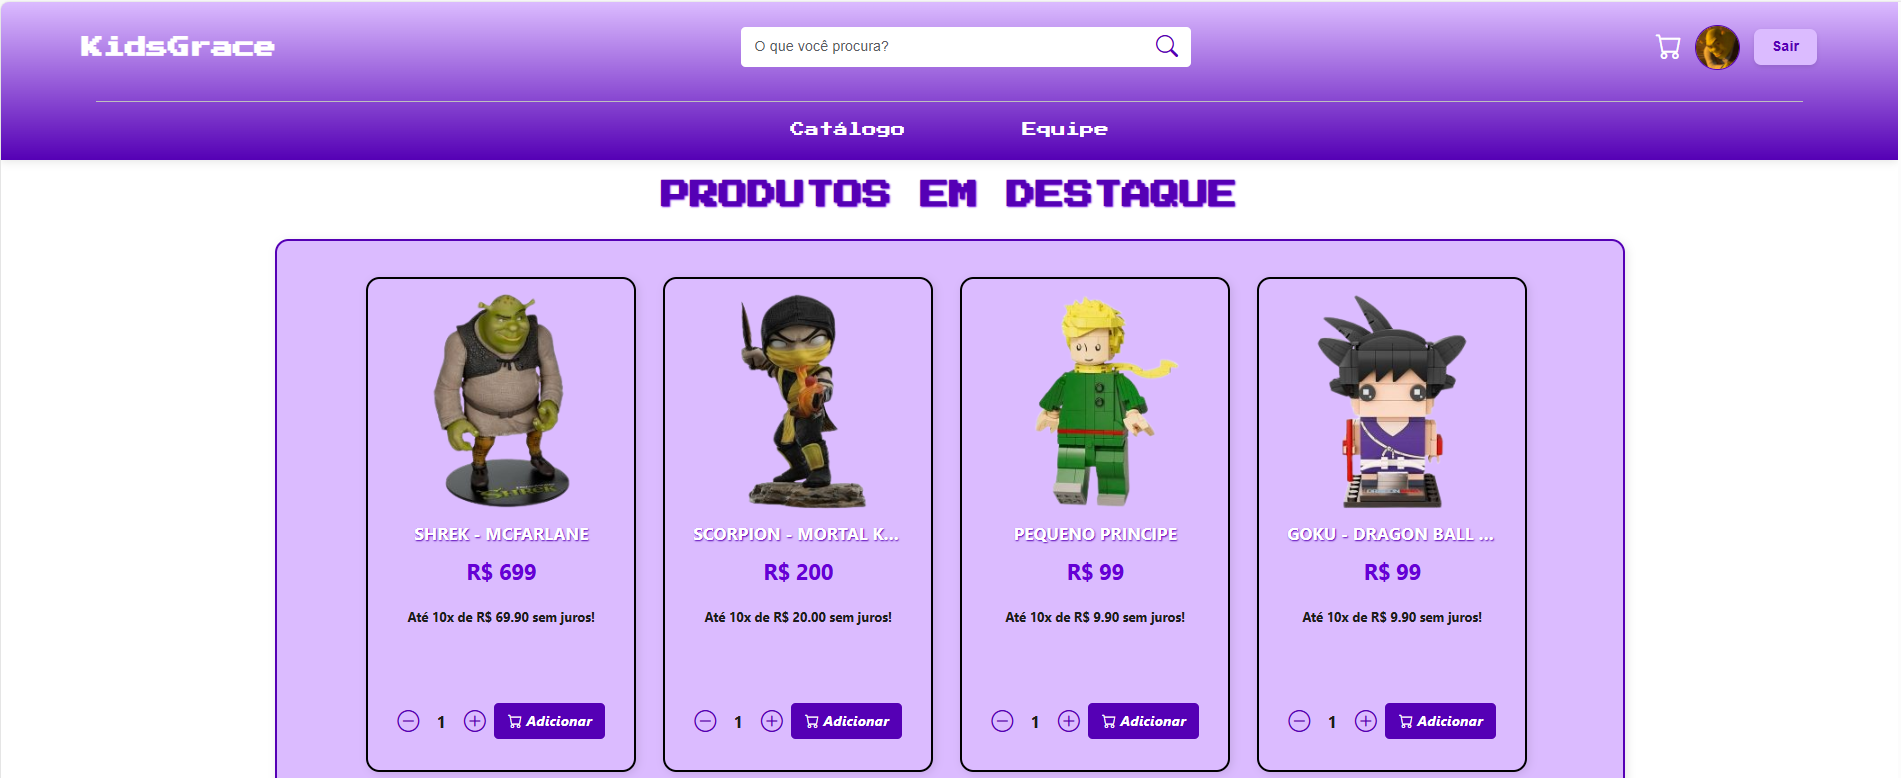 KidsGrace
O que você procura?
Sair
Catálogo
Equipe
PRODUTOS EM DESTAQUE
SHREK
SHREK - MCFARLANE
R$ 699
Até 10x de R$ 69.90 sem juros!
1
Adicionar
SCORPION - MORTAL K...
R$ 200
Até 10x de R$ 20.00 sem juros!
1
Adicionar
PEQUENO PRINCIPE
R$ 99
Até 10x de R$ 9.90 sem juros!
1
Adicionar
DRAGON
GOKU - DRAGON BALL ...
R$ 99
Até 10x de R$ 9.90 sem juros!
1
Adicionar